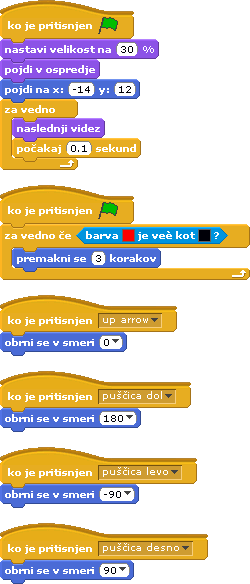 ko je pritisnjen
nastavi velikost na 30 %
pojdi v ospredje
pojdi na x: -14 y: 12
za vedno
naslednji videz
počakaj 0.1 sekund
ko je pritisnjen
za vedno če barva je veè kot ?
premakni se 3 korakov
ko je pritisnjen up arrow
obrni se v smeri 0
ko je pritisnjen puščica dol
obrni se v smeri 180
ko je pritisnjen puščica levo
obrni se v smeri -90
ko je pritisnjen puščica desno
obrni se v smeri 90